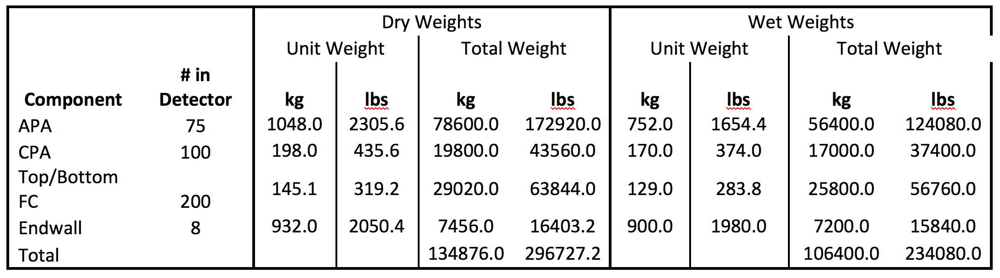 Dry Weights Wet Weights
Unit Weight Total Weight Unit Weight Total Weight
# in
Component Detector kg lbs kg lbs kg lbs kg lbs
APA 75 1048.0 2305.6 78600.0 172920.0 752.0 1654.4 56400.0 124080.0
CPA 100 198.0 435.6 19800.0 43560.0 170.0 374.0 17000.0 37400.0
Top/Bottom
FC 200 145.1 319.2 29020.0 63844.0 129.0 283.8 25800.0 56760.0
Endwall 8 932.0 2050.4 7456.0 16403.2 900.0 1980.0 7200.0 15840.0
Total 134876.0 296727.2 106400.0 234080.0